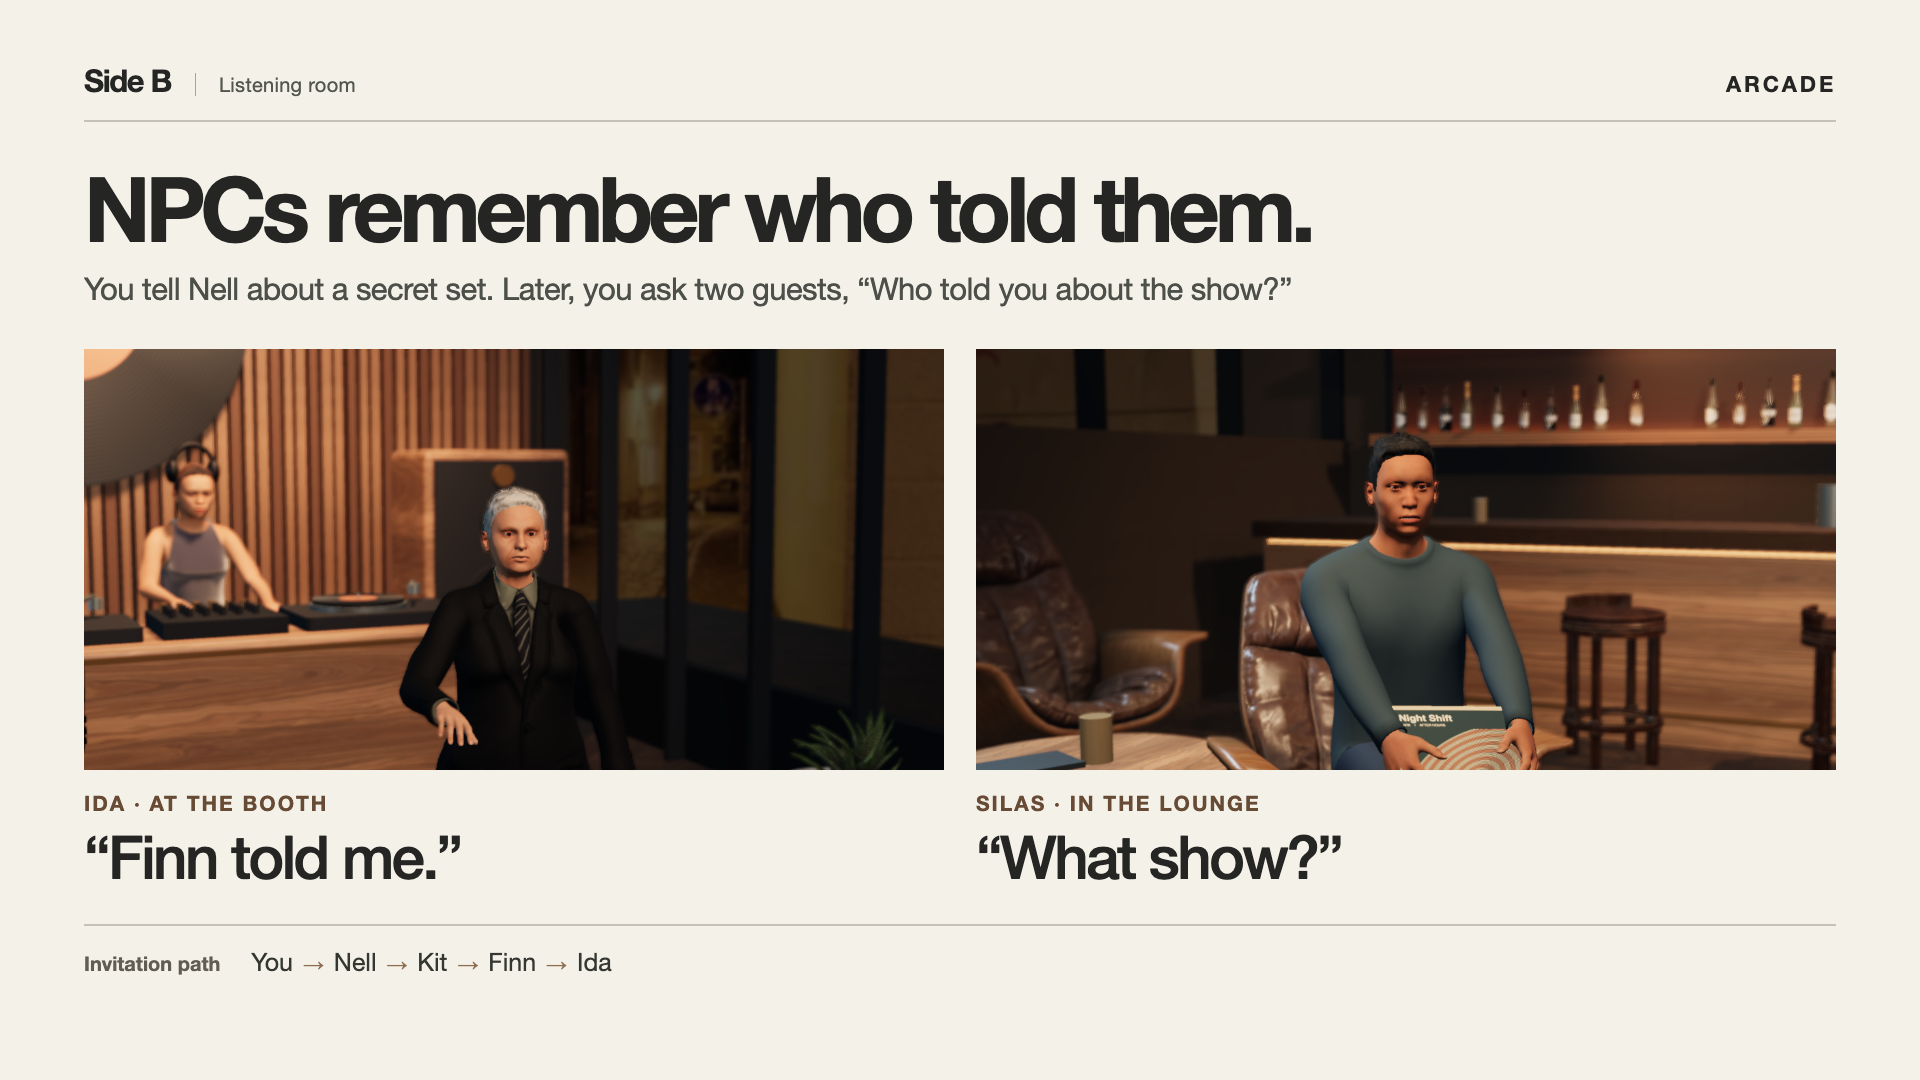 Side B
Listening room
ARCADE
NPCs remember who told them.
You tell Nell about a secret set. Later, you ask two guests, “Who told you about the show?”
Night Shift
IDA · AT THE BOOTH
“Finn told me.”
SILAS · IN THE LOUNGE
“What show?”
Invitation path
You → Nell → Kit → Finn → Ida